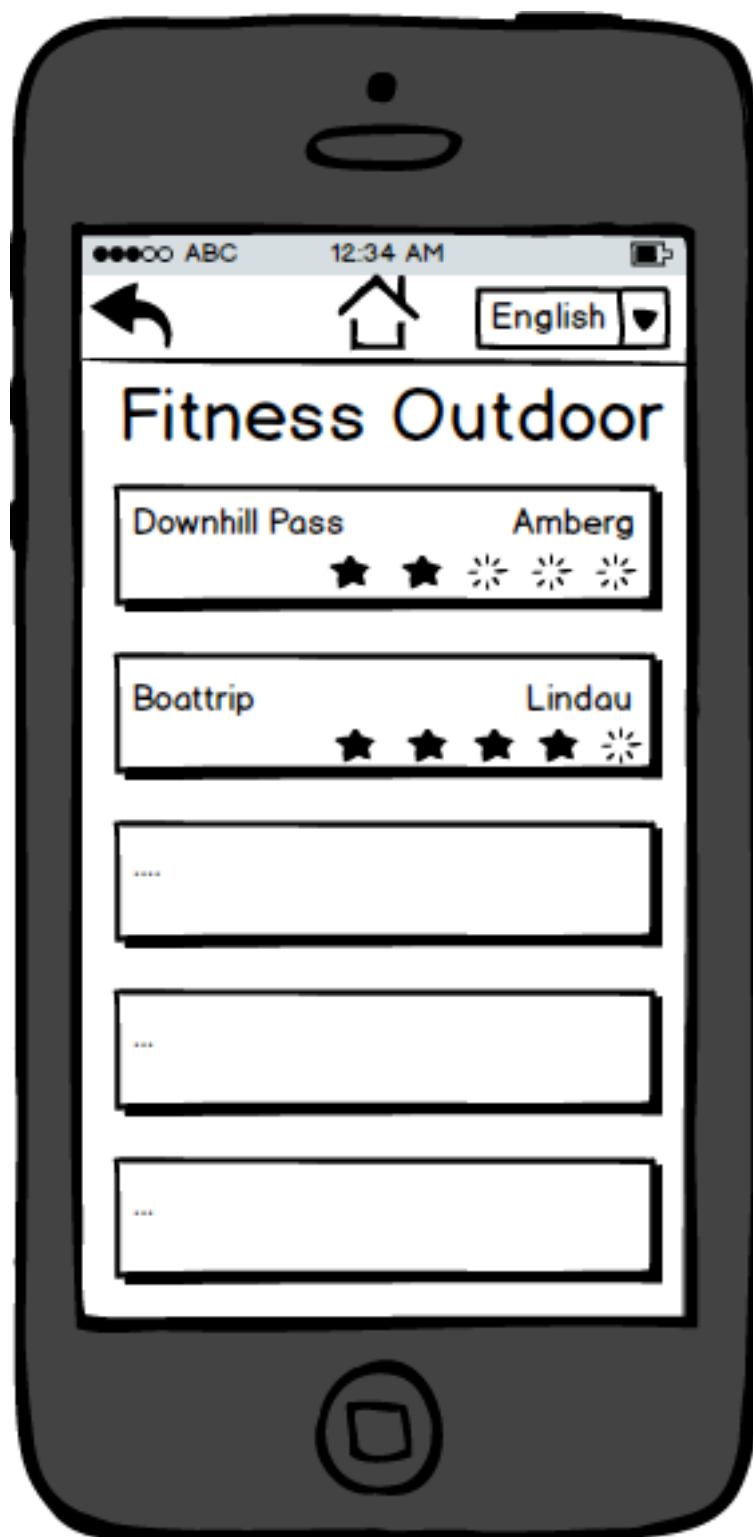 ABC 12:34 AM
English
Fitness Outdoor
Downhill Pass Amberg
Boattrip Lindau
....
...
...